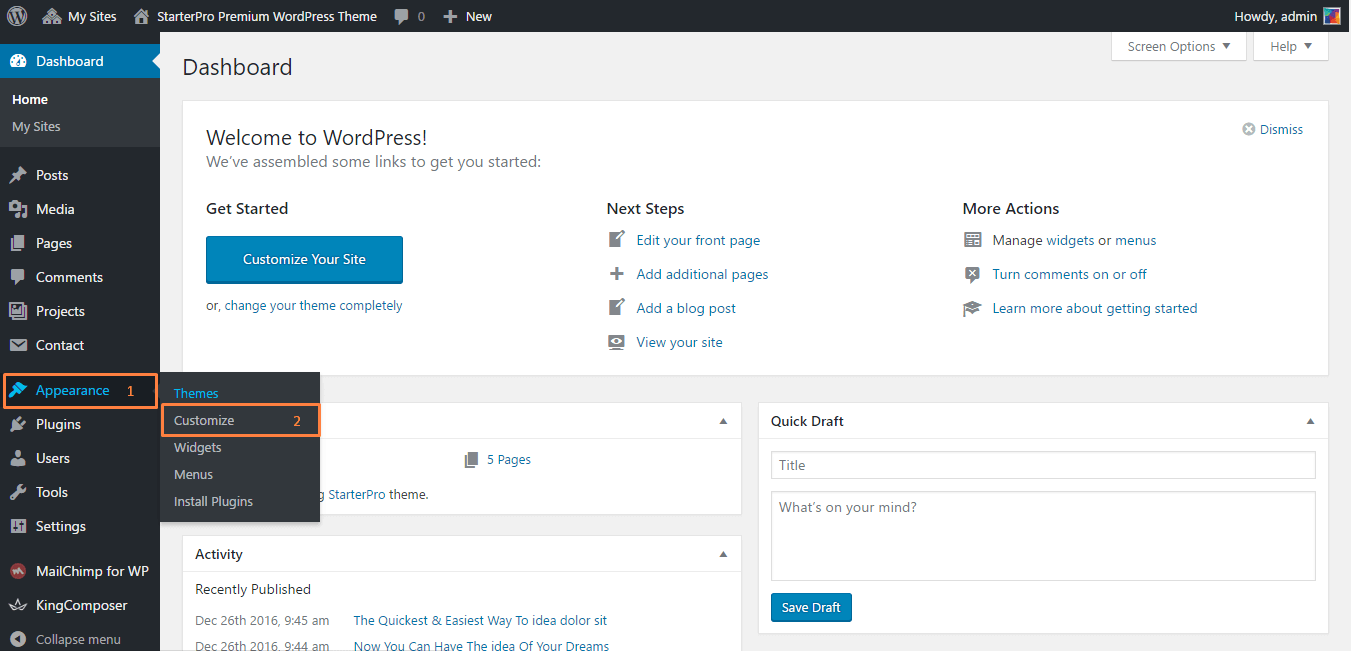 My Sites
StarterPro Premium WordPress Theme
0
New
Howdy, admin
Dashboard
Home
My Sites
Posts
Media
Pages
Comments
Projects
Contact
Appearance 1
Themes
Customize 2
Widgets
Menus
Install Plugins
Plugins
Users
Tools
Settings
MailChimp for WP
KingComposer
Collapse menu
Screen Options
Help
Dashboard
Welcome to WordPress!
Dismiss
We've assembled some links to get you started:
Get Started
Customize Your Site
or, change your theme completely
Next Steps
Edit your front page
Add additional pages
Add a blog post
View your site
More Actions
Manage widgets or menus
Turn comments on or off
Learn more about getting started
5 Pages
StarterPro theme.
Activity
Recently Published
Dec 26th 2016, 9:45 am The Quickest & Easiest Way To idea dolor sit
Dec 26th 2016, 9:44 am Now You Can Have The idea Of Your Dreams
Quick Draft
Title
What's on your mind?
Save Draft